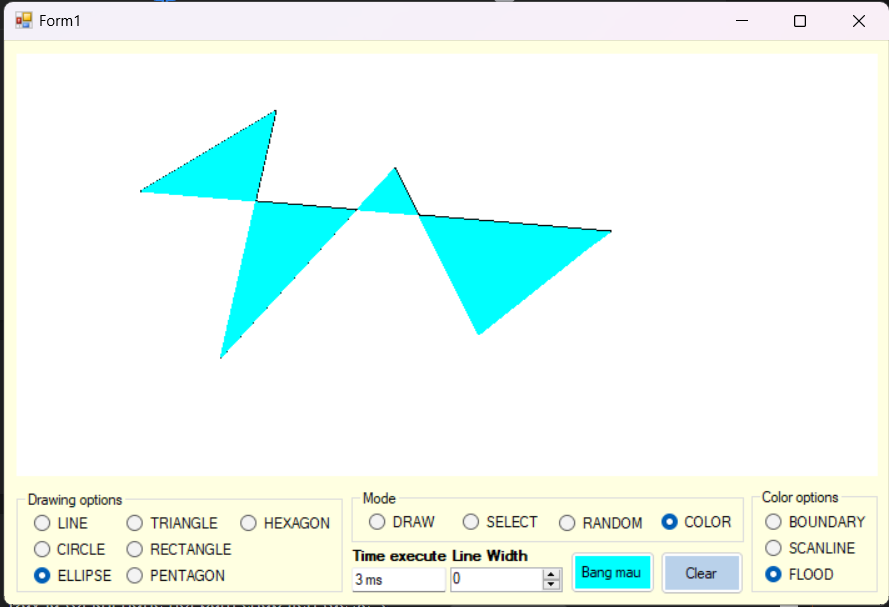 Form1
Drawing options
LINE
TRIANGLE
HEXAGON
CIRCLE
RECTANGLE
ELLIPSE
PENTAGON
Mode
DRAW
SELECT
RANDOM
COLOR
Time execute
Line Width
3 ms
0
Bang mau
Clear
Color options
BOUNDARY
SCANLINE
FLOOD